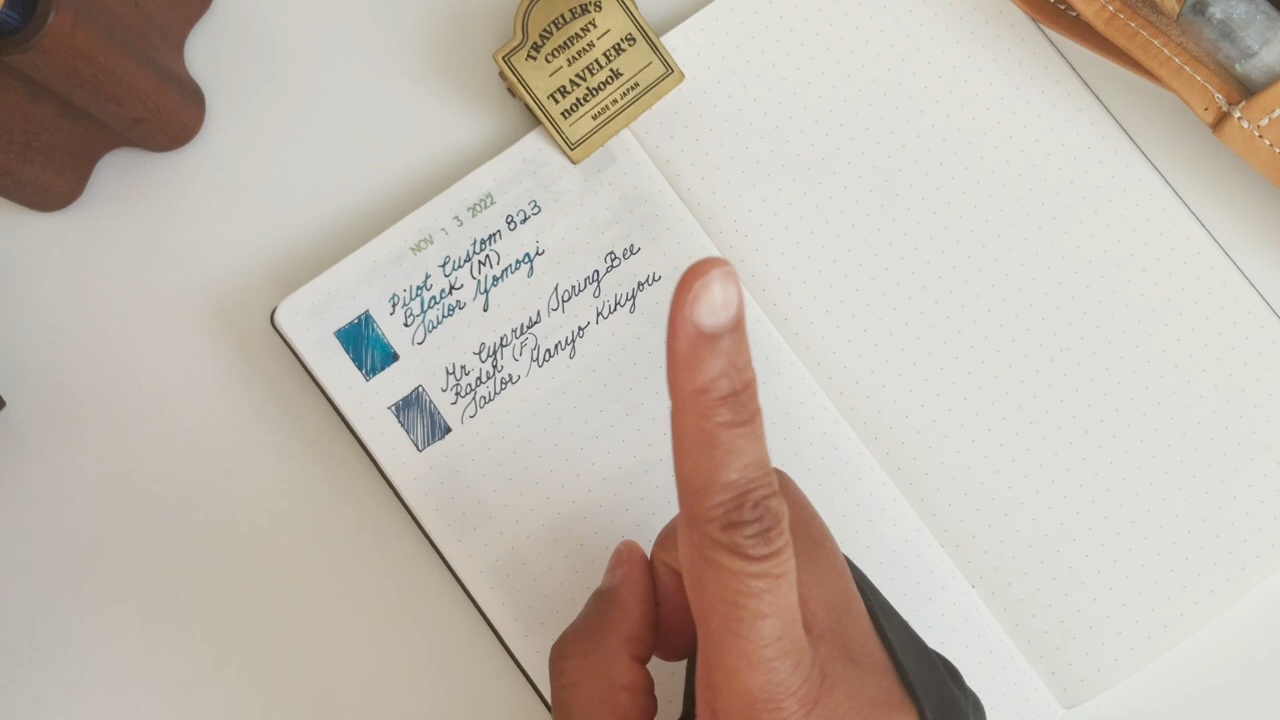 TRAVELER'S
COMPANY
JAPAN
TRAVELER'S
notebook
MADE IN JAPAN
NOV 1 3 2022
Pilot Custom 823
Black (M)
Sailor Yomogi
Mr. Cypress Spring Bee
Raden (F)
Sailor Manyo Kikyou